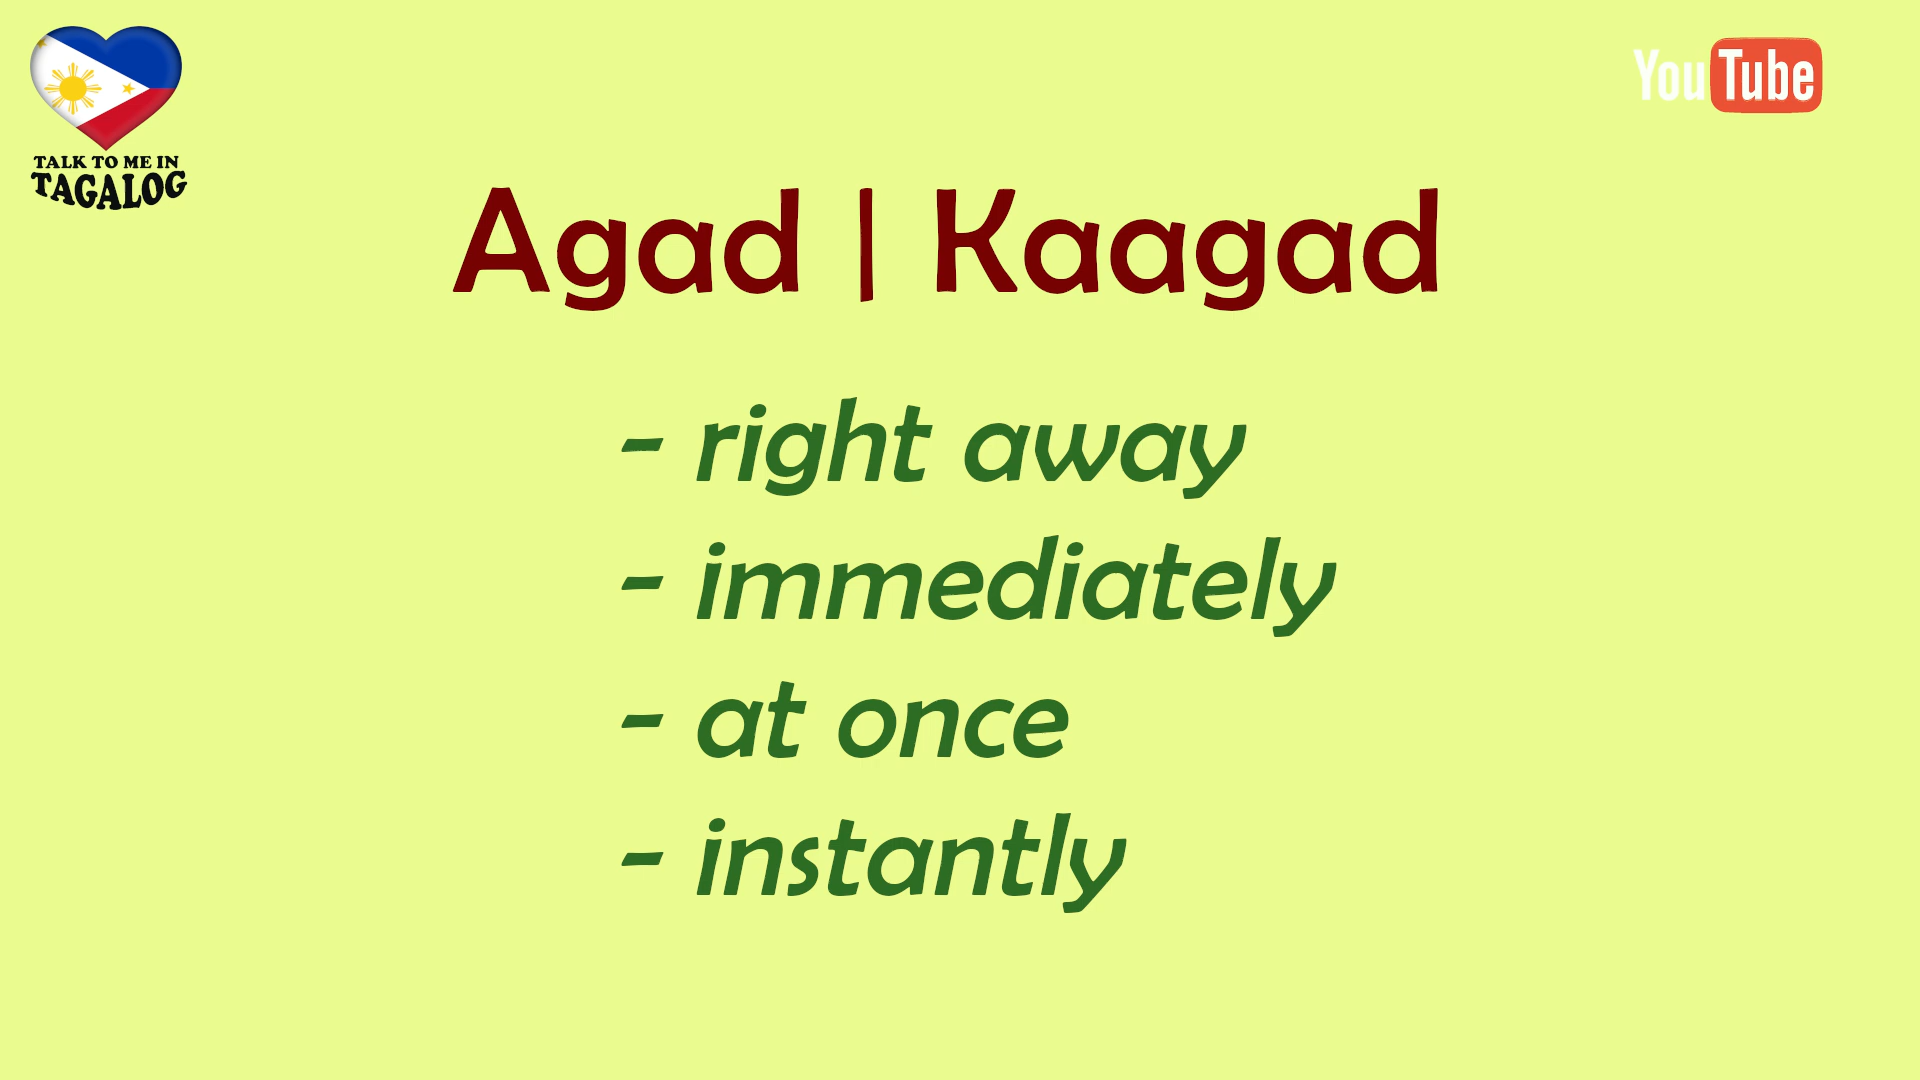 TALK TO ME IN
TAGALOG
YouTube
Agad | Kaagad
- right away
- immediately
- at once
- instantly